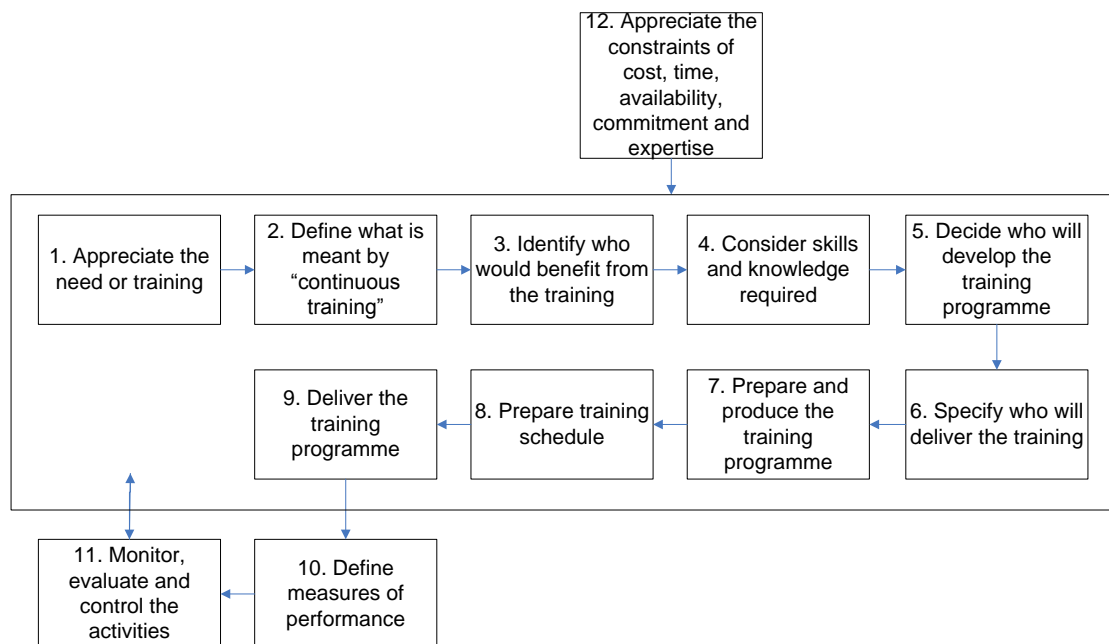 12. Appreciate the
constraints of
cost, time,
availability,
commitment and
expertise
1. Appreciate the
need or training
2. Define what is
meant by
“continuous
training”
3. Identify who
would benefit from
the training
4. Consider skills
and knowledge
required
5. Decide who will
develop the
training
programme
6. Specify who will
deliver the training
7. Prepare and
produce the
training
programme
8. Prepare training
schedule
9. Deliver the
training
programme
10. Define
measures of
performance
11. Monitor,
evaluate and
control the
activities